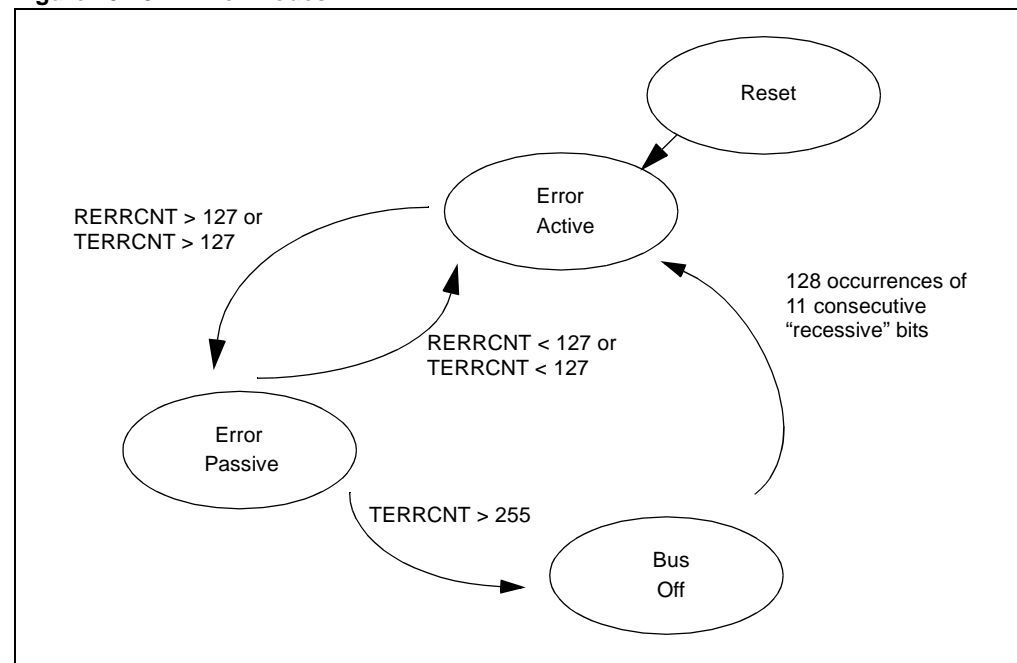 Reset
Error
Active
RERRCNT > 127 or
TERRCNT > 127
128 occurrences of
11 consecutive
“recessive” bits
RERRCNT < 127 or
TERRCNT < 127
Error
Passive
TERRCNT > 255
Bus
Off